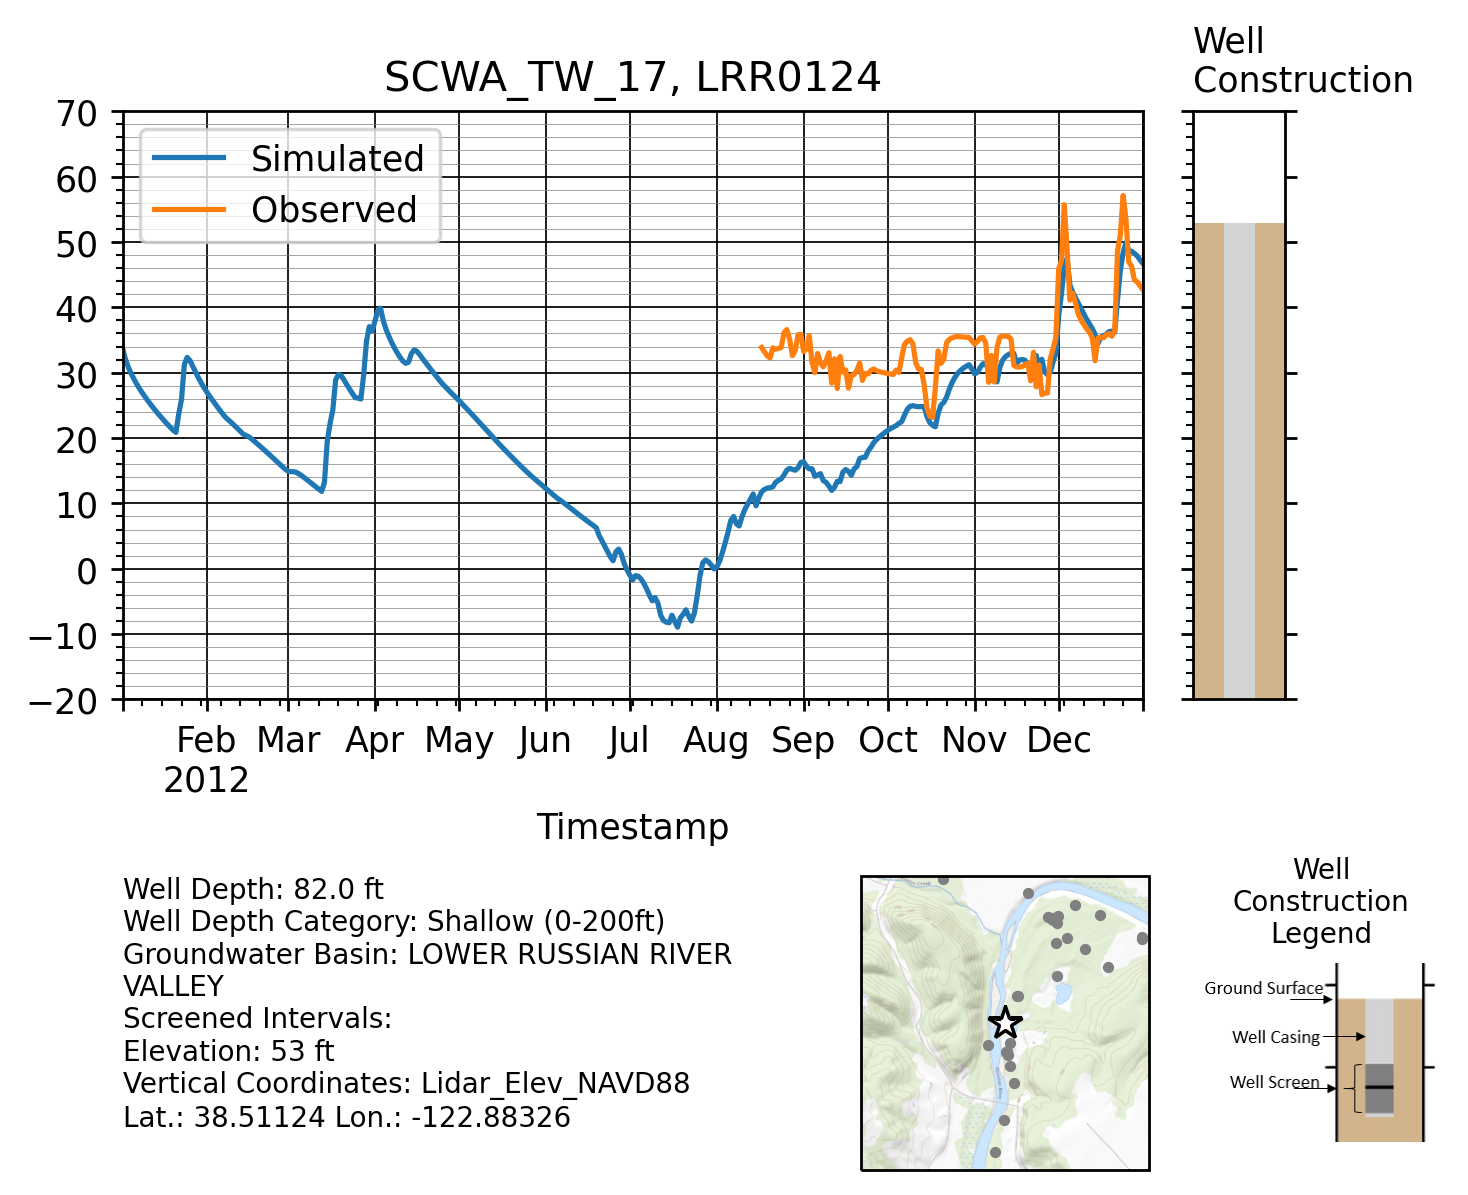 Well
Construction
SCWA_TW_17, LRR0124
Simulated
Observed
70
60
50
40
30
20
10
0
−10
−20
Feb Mar Apr May Jun Jul Aug Sep Oct Nov Dec
2012
Timestamp
Well Depth: 82.0 ft
Well Depth Category: Shallow (0-200ft)
Groundwater Basin: LOWER RUSSIAN RIVER
VALLEY
Screened Intervals:
Elevation: 53 ft
Vertical Coordinates: Lidar_Elev_NAVD88
Lat.: 38.51124 Lon.: -122.88326
Well
Construction
Legend
Ground Surface
Well Casing
Well Screen